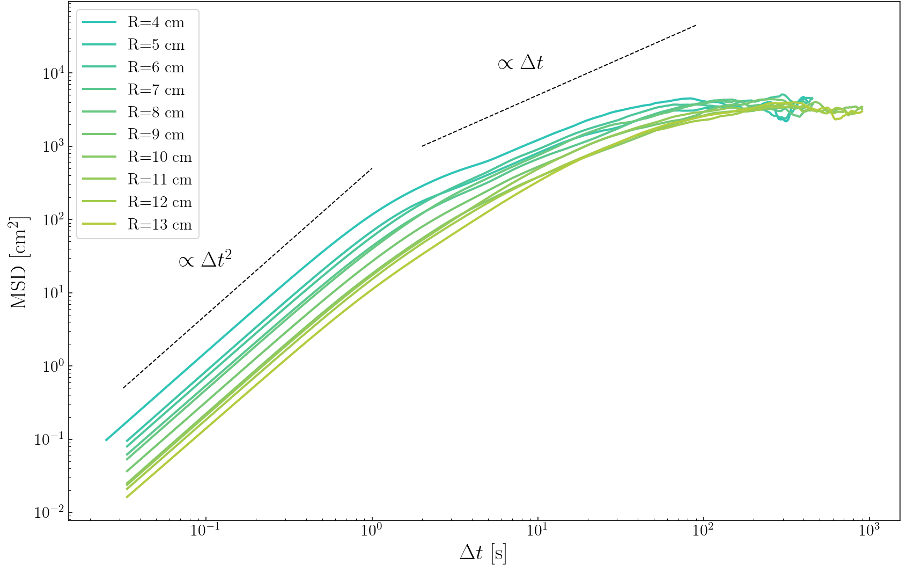 R=4 cm
R=5 cm
R=6 cm
R=7 cm
R=8 cm
R=9 cm
R=10 cm
R=11 cm
R=12 cm
R=13 cm
∝ Δt
∝ Δt²
MSD [cm²]
10⁴
10³
10²
10¹
10⁰
10⁻¹
10⁻²
10⁻¹ 10⁰ 10¹ 10² 10³
Δt [s]